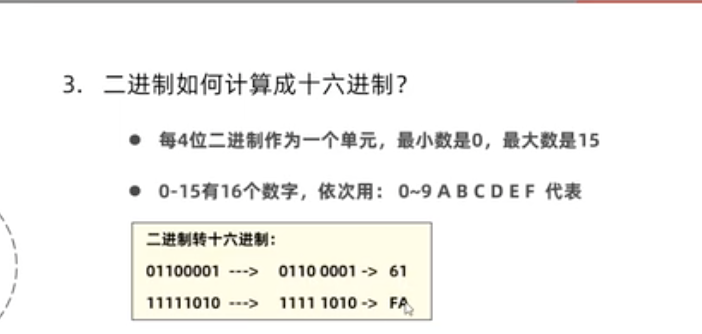 3. 二进制如何计算成十六进制？
● 每4位二进制作为一个单元，最小数是0，最大数是15
● 0-15有16个数字，依次用： 0~9 A B C D E F 代表
二进制转十六进制：
01100001 ---> 0110 0001 -> 61
11111010 ---> 1111 1010 -> FA